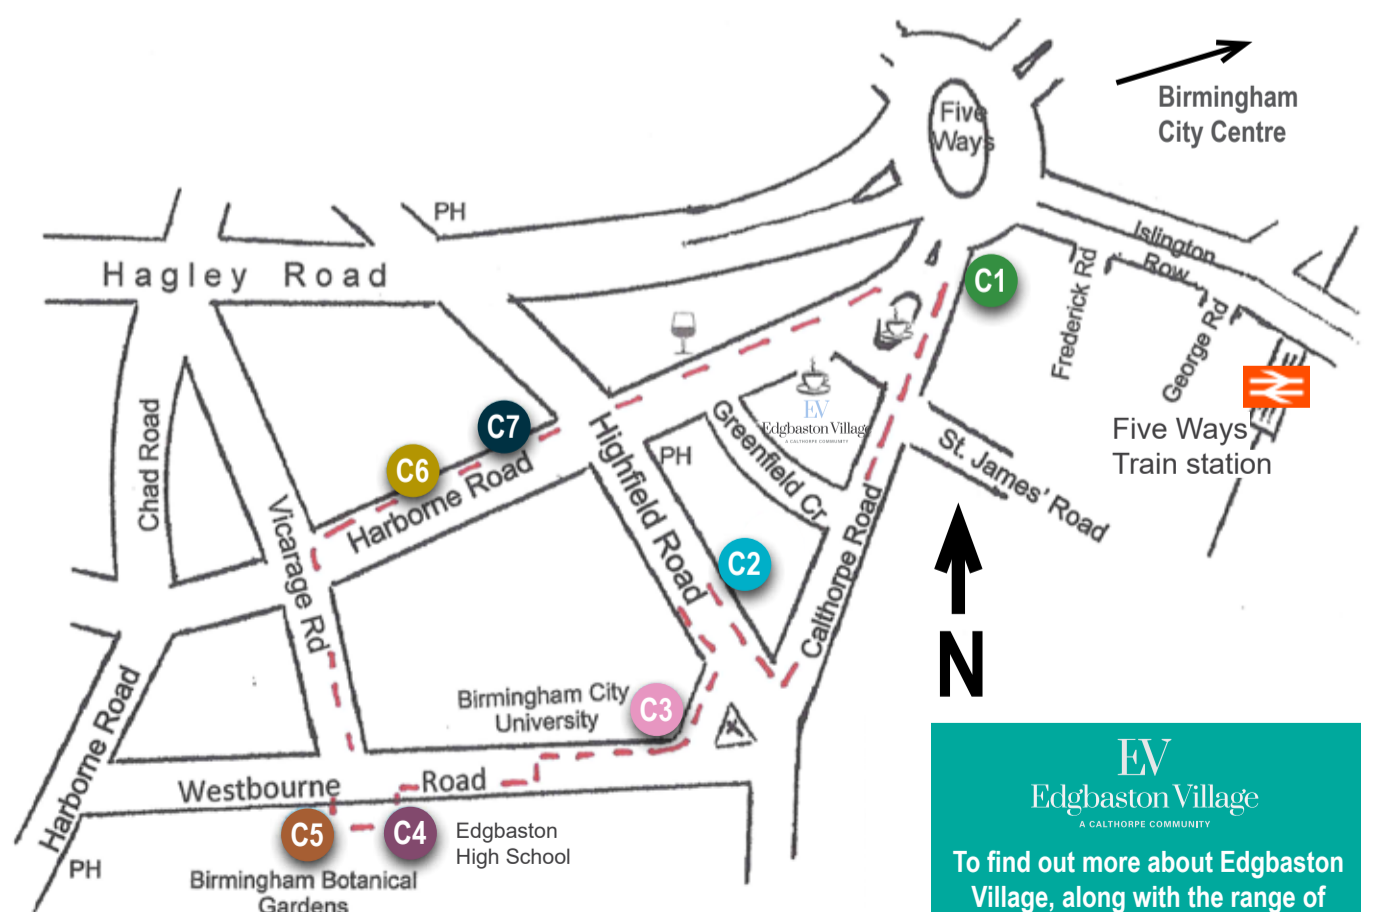 Five
Ways
Birmingham
City Centre
PH
Hagley Road
Islington
Row
C1
Frederick Rd
George Rd
Five Ways
Train station
EV
Edgbaston Village
A CALTHORPE COMMUNITY
Greenfield Cr
PH
St. James' Road
C7
C6
Harborne Road
Highfield Road
Chad Road
Vicarage Rd
C2
Calthorpe Road
N
Birmingham City
University
C3
Harborne Road
Westbourne Road
C5
C4
Edgbaston
High School
PH
Birmingham Botanical
Gardens
EV
Edgbaston Village
A CALTHORPE COMMUNITY
To find out more about Edgbaston
Village, along with the range of